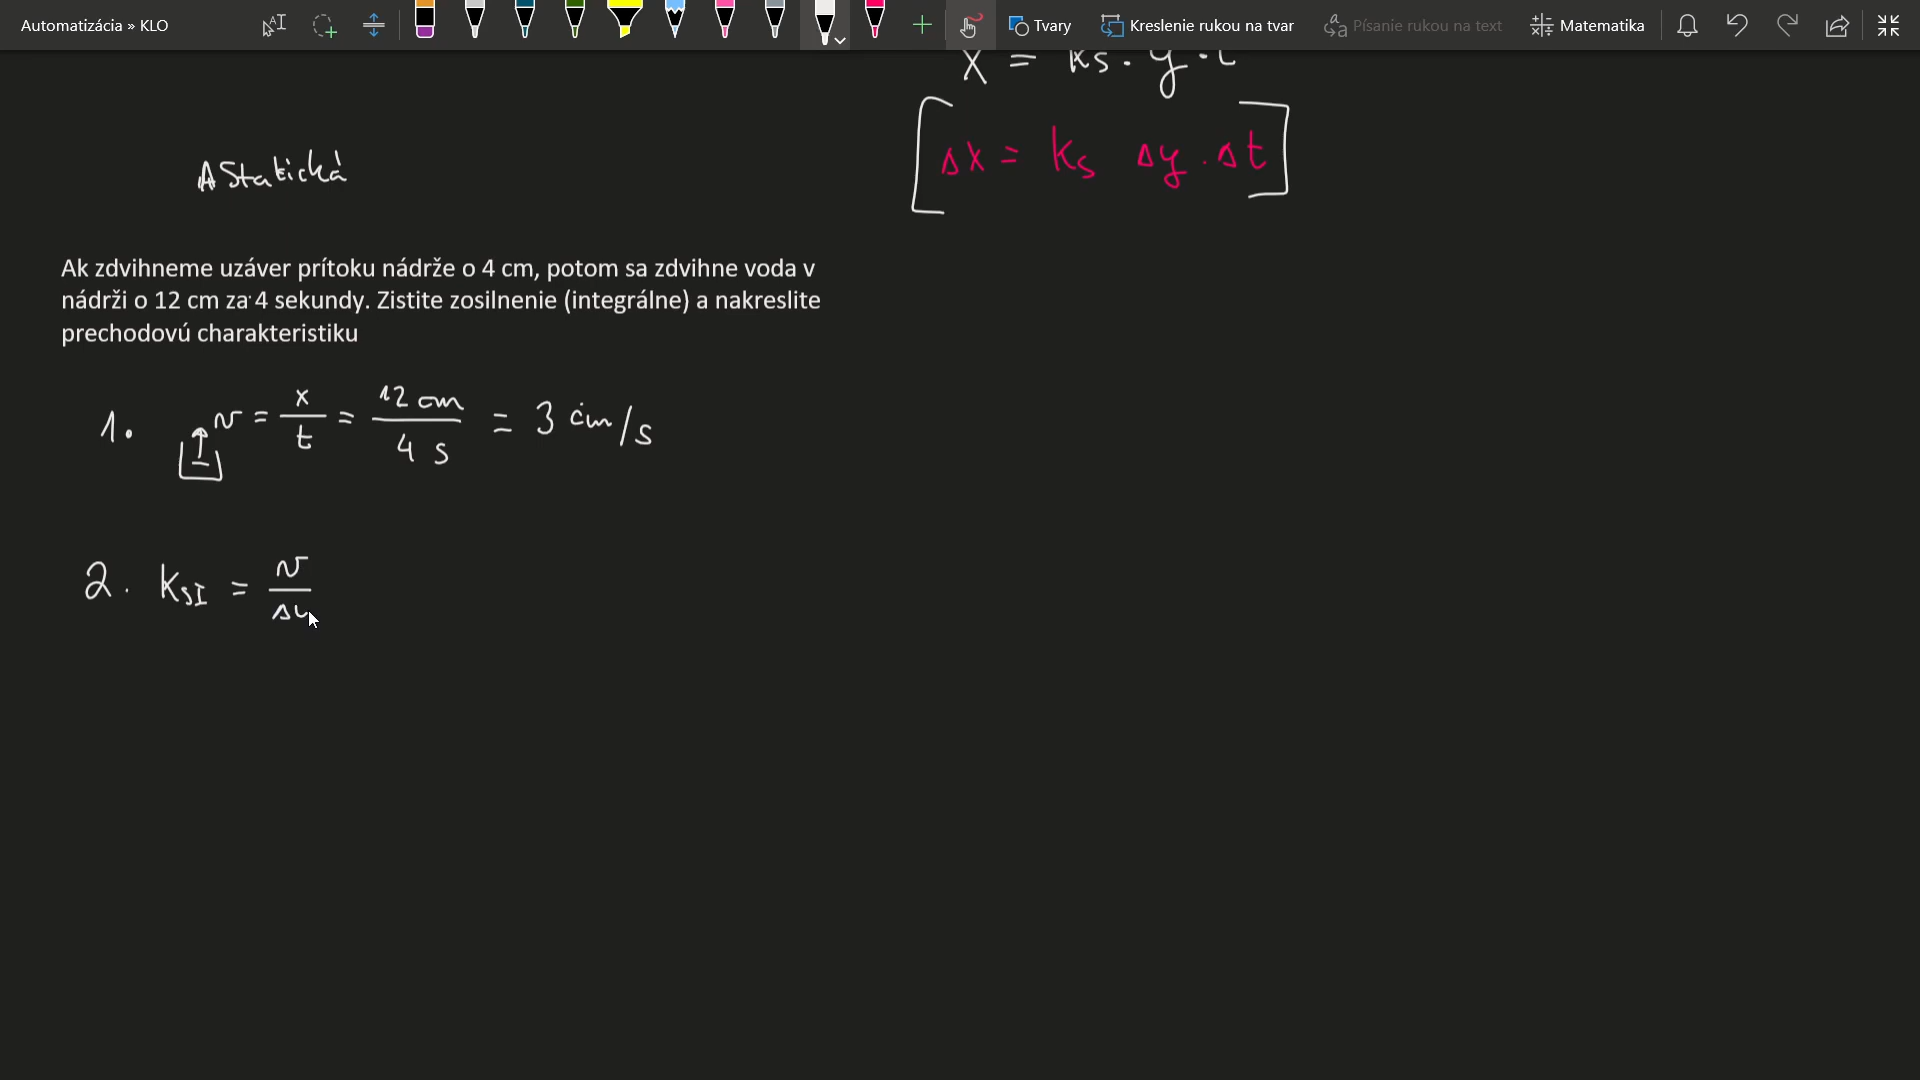 Automatizácia » KLO
Tvary
Kreslenie rukou na tvar
Písanie rukou na text
Matematika
x = ks · y · t
Δx = ks Δy . Δt
AStatická
Ak zdvihneme uzáver prítoku nádrže o 4 cm, potom sa zdvihne voda v
nádrži o 12 cm za 4 sekundy. Zistite zosilnenie (integrálne) a nakreslite
prechodovú charakteristiku
1. v = x/t = 12 cm / 4 s = 3 cm/s
2. KSI = v/Δy